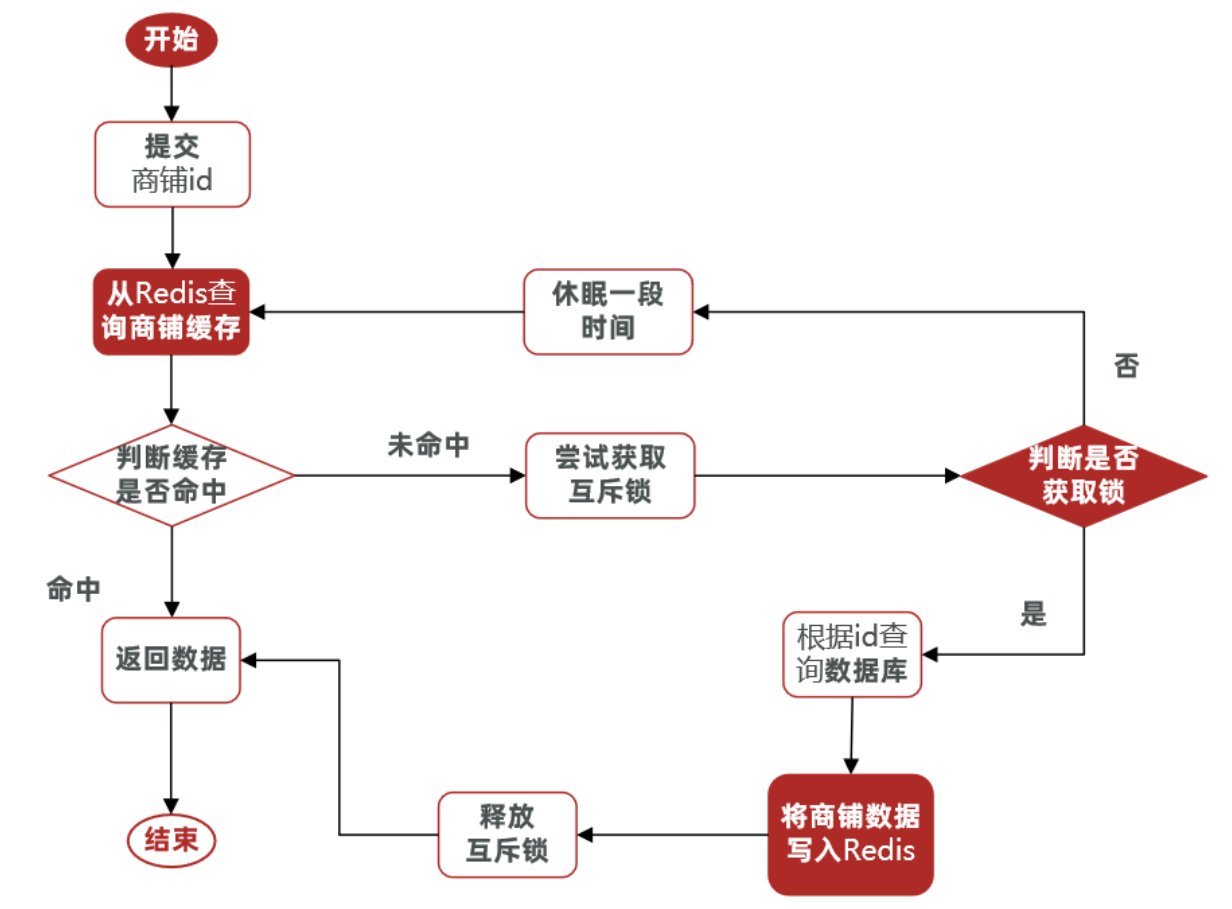 开始
提交
商铺id
从Redis查
询商铺缓存
休眠一段
时间
否
判断缓存
是否命中
未命中
尝试获取
互斥锁
判断是否
获取锁
命中
是
返回数据
根据id查
询数据库
结束
释放
互斥锁
将商铺数据
写入Redis